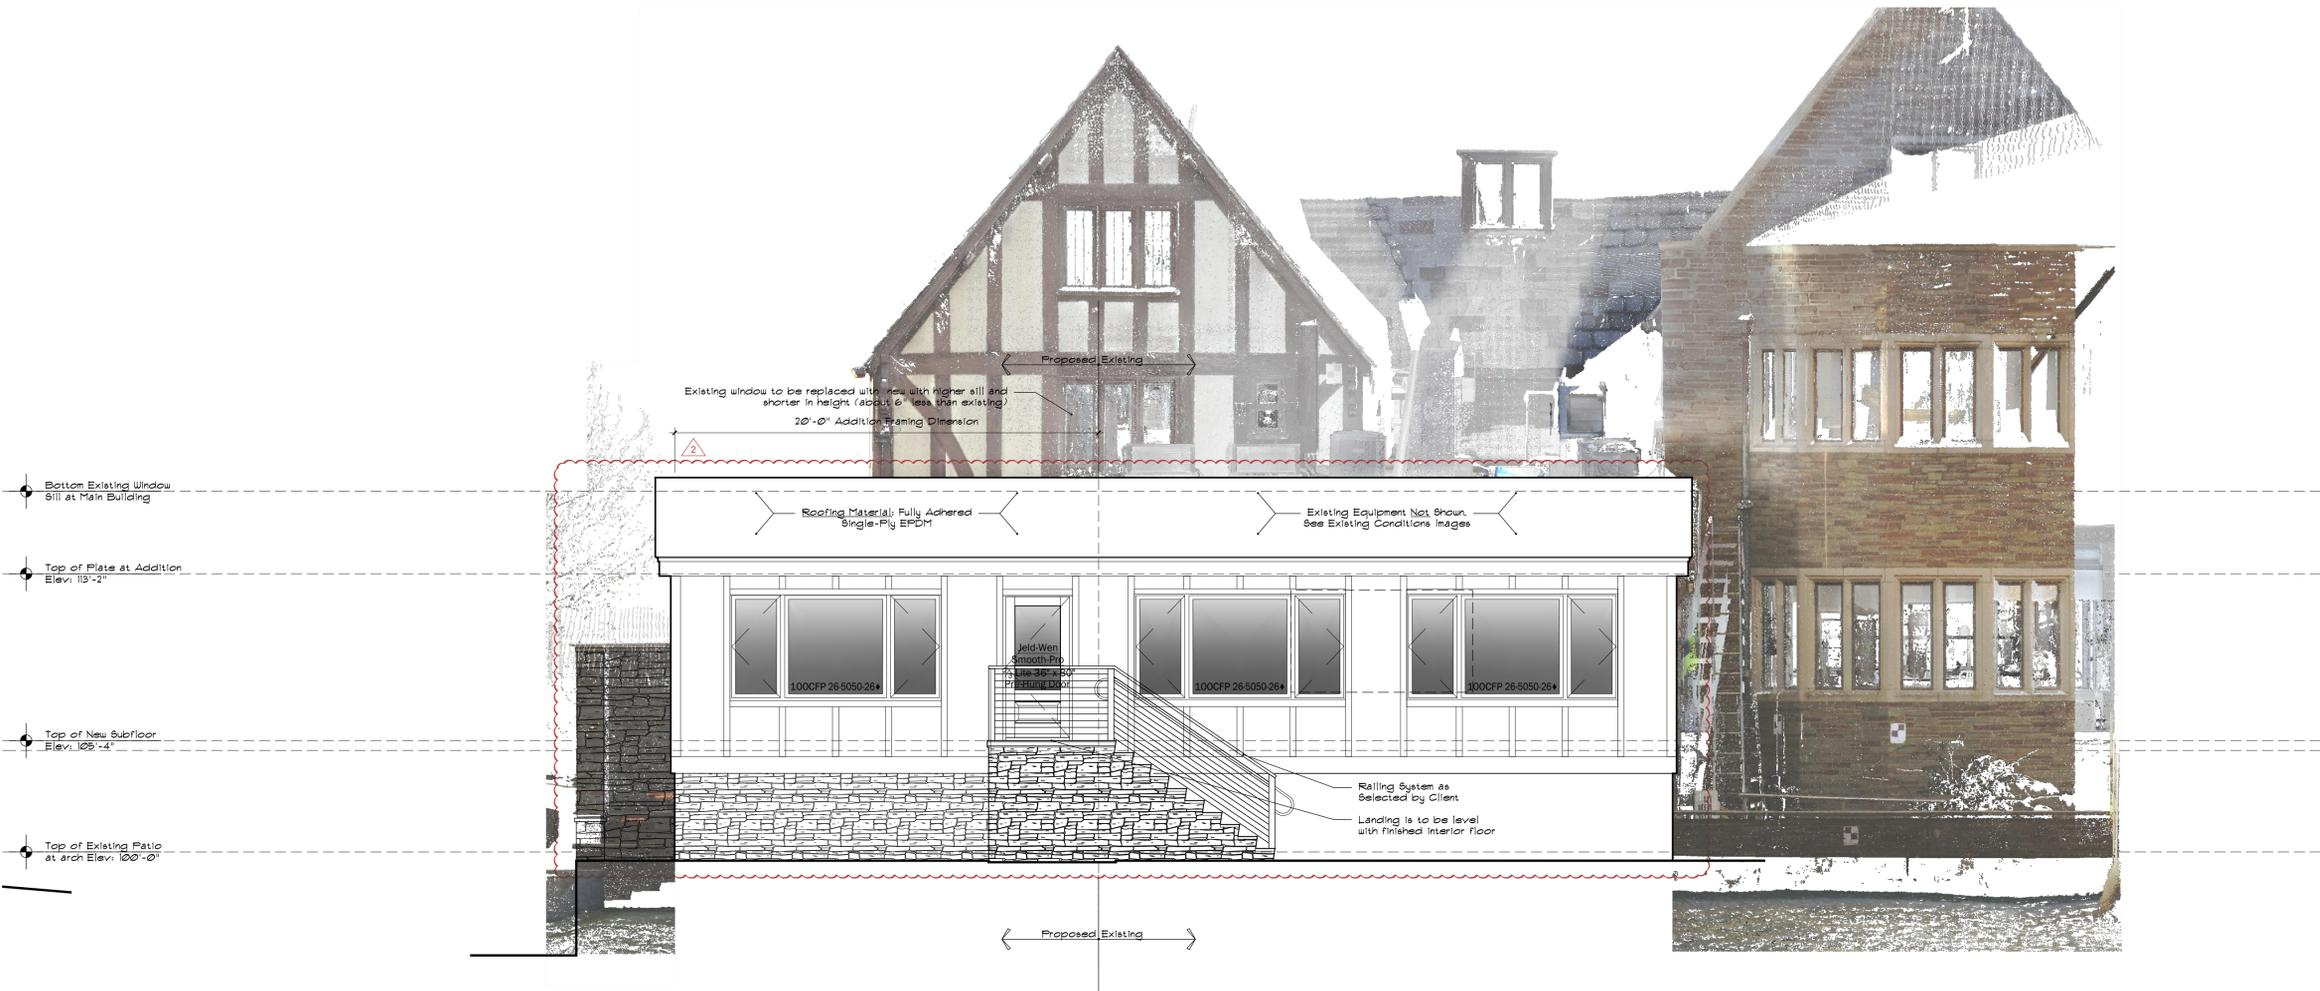 Proposed Existing
Existing window to be replaced with new with higher sill and
shorter in height (about 6" less than existing)
20'-0" Addition Framing Dimension
2
Bottom Existing Window
Sill at Main Building
Roofing Material: Fully Adhered
Single-Ply EPDM
Existing Equipment Not Shown.
See Existing Conditions Images
Top of Plate at Addition
Elev: 113'-2"
Jeld-Wen
Smooth-Pro
Lite 36" x 80"
Pre-Hung Door
100CFP 26-5050-26♦
100CFP 26-5050-26♦
100CFP 26-5050-26♦
Top of New Subfloor
Elev: 105'-4"
Railing System as
Selected by Client
Landing is to be level
with finished interior floor
Top of Existing Patio
at arch Elev: 100'-0"
Proposed Existing